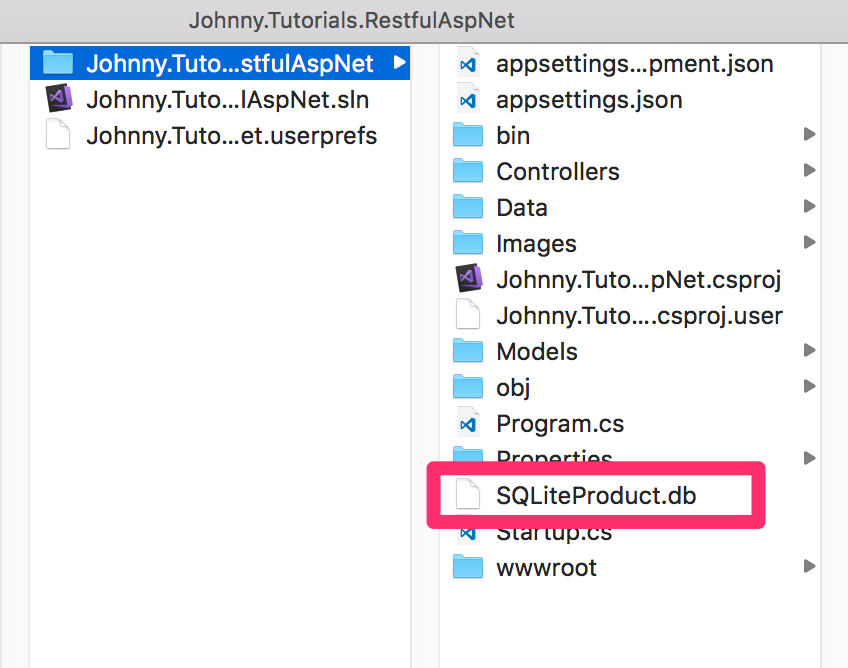 Johnny.Tutorials.RestfulAspNet
Johnny.Tuto...stfulAspNet
Johnny.Tuto...lAspNet.sln
Johnny.Tuto...et.userprefs
appsettings...pment.json
appsettings.json
bin
Controllers
Data
Images
Johnny.Tuto...pNet.csproj
Johnny.Tuto....csproj.user
Models
obj
Program.cs
Properties
SQLiteProduct.db
Startup.cs
wwwroot